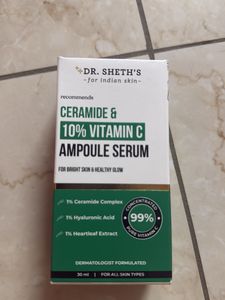 DR. SHETH'S
for indian skin
recommends
CERAMIDE &
10% VITAMIN C
AMPOULE SERUM
FOR BRIGHT SKIN & HEALTHY GLOW
1% Ceramide Complex
1% Hyaluronic Acid
1% Heartleaf Extract
CONCENTRATED
99%
PURE VITAMIN C
DERMATOLOGIST FORMULATED
30 ml | FOR ALL SKIN TYPES